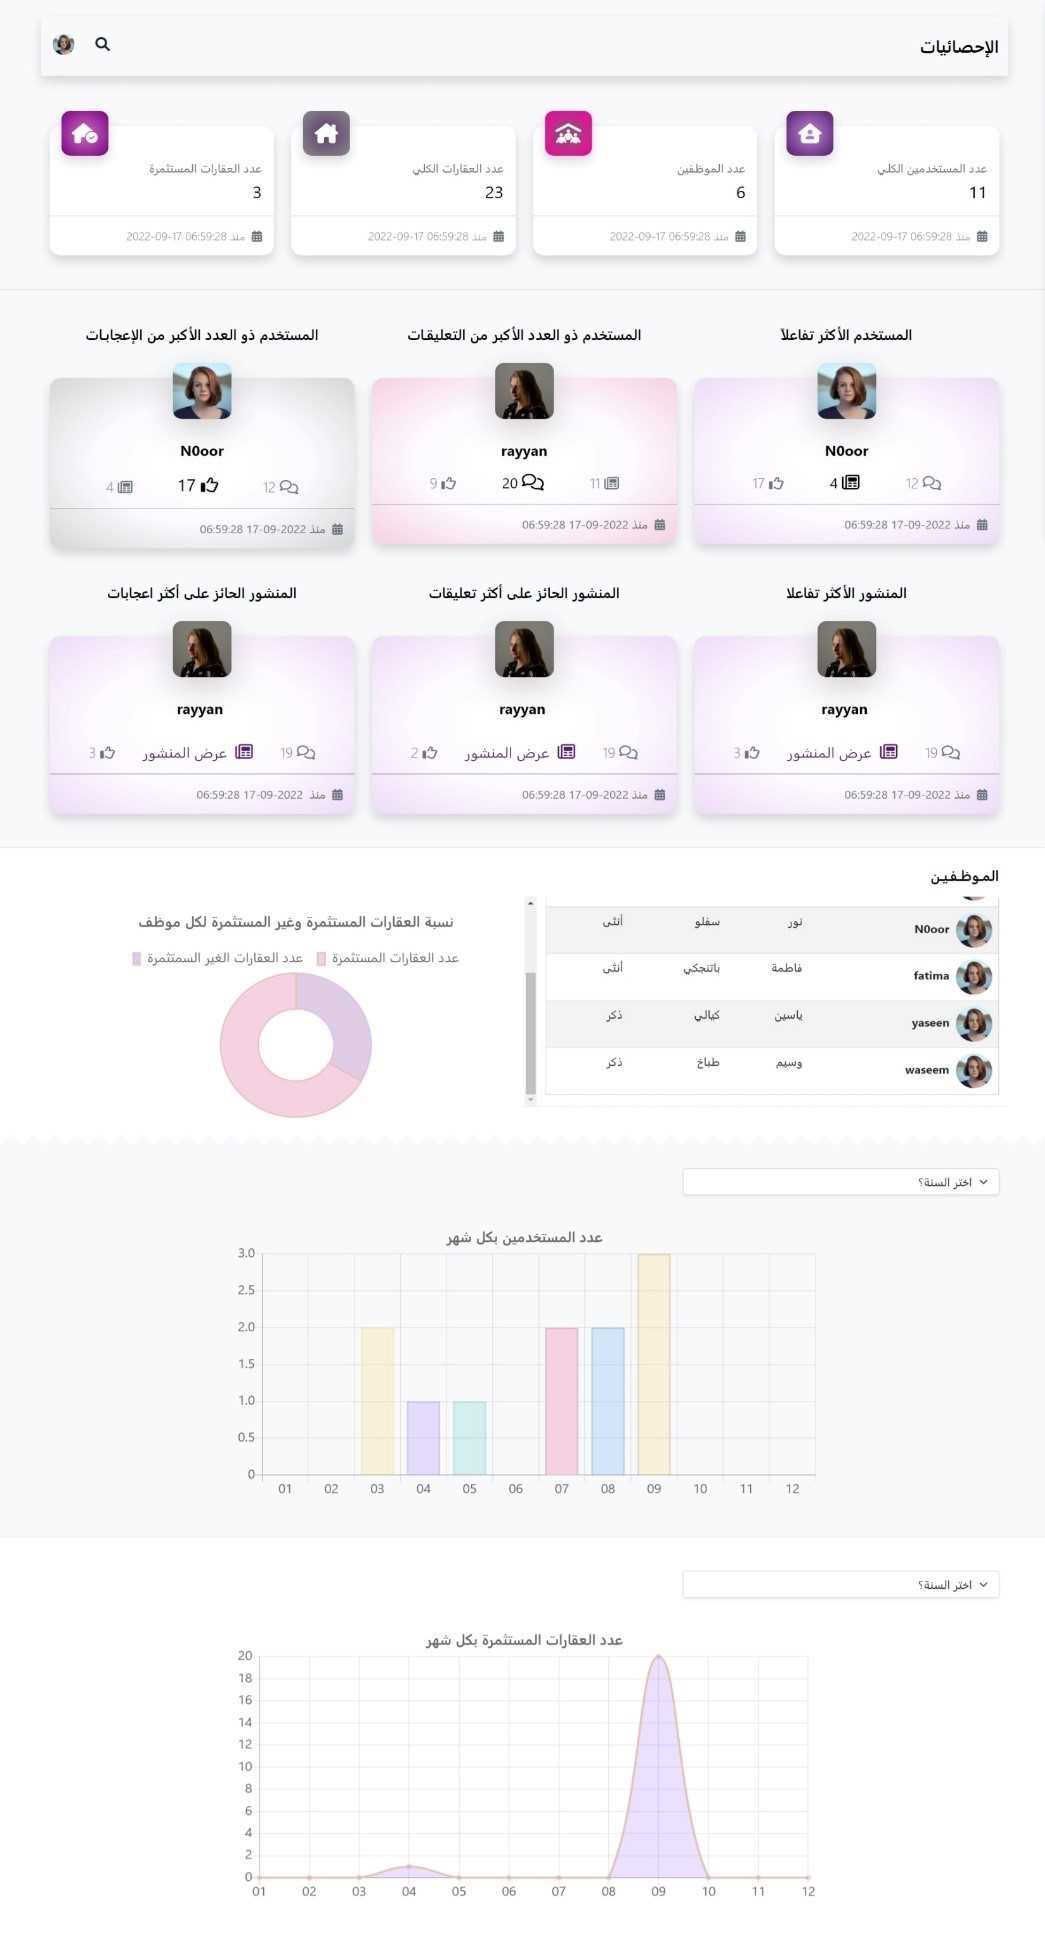 الإحصائيات
عدد المستخدمين الكلي
11
منذ 06:59:28 17-09-2022
عدد الموظفين
6
منذ 06:59:28 17-09-2022
عدد العقارات الكلي
23
منذ 06:59:28 17-09-2022
عدد العقارات المستثمرة
3
منذ 06:59:28 17-09-2022
المستخدم الأكثر تفاعلاً
N0oor
12 4 17
منذ 17-09-2022 06:59:28
المستخدم ذو العدد الأكبر من التعليقات
rayyan
11 20 9
منذ 17-09-2022 06:59:28
المستخدم ذو العدد الأكبر من الإعجابات
N0oor
12 17 4
منذ 17-09-2022 06:59:28
المنشور الأكثر تفاعلا
rayyan
19 عرض المنشور 3
منذ 17-09-2022 06:59:28
المنشور الحائز على أكثر تعليقات
rayyan
19 عرض المنشور 2
منذ 17-09-2022 06:59:28
المنشور الحائز على أكثر اعجابات
rayyan
19 عرض المنشور 3
منذ 17-09-2022 06:59:28
الموظفين
N0oor نور سفلو أنثى
fatima فاطمة باتنجكي أنثى
yaseen ياسين كيالي ذكر
waseem وسيم طباخ ذكر
نسبة العقارات المستثمرة وغير المستثمرة لكل موظف
عدد العقارات المستثمرة عدد العقارات الغير السمتثمرة
اختر السنة؟
عدد المستخدمين بكل شهر
3.0
2.5
2.0
1.5
1.0
0.5
0
01 02 03 04 05 06 07 08 09 10 11 12
اختر السنة؟
عدد العقارات المستثمرة بكل شهر
20
18
16
14
12
10
8
6
4
2
0
01 02 03 04 05 06 07 08 09 10 11 12